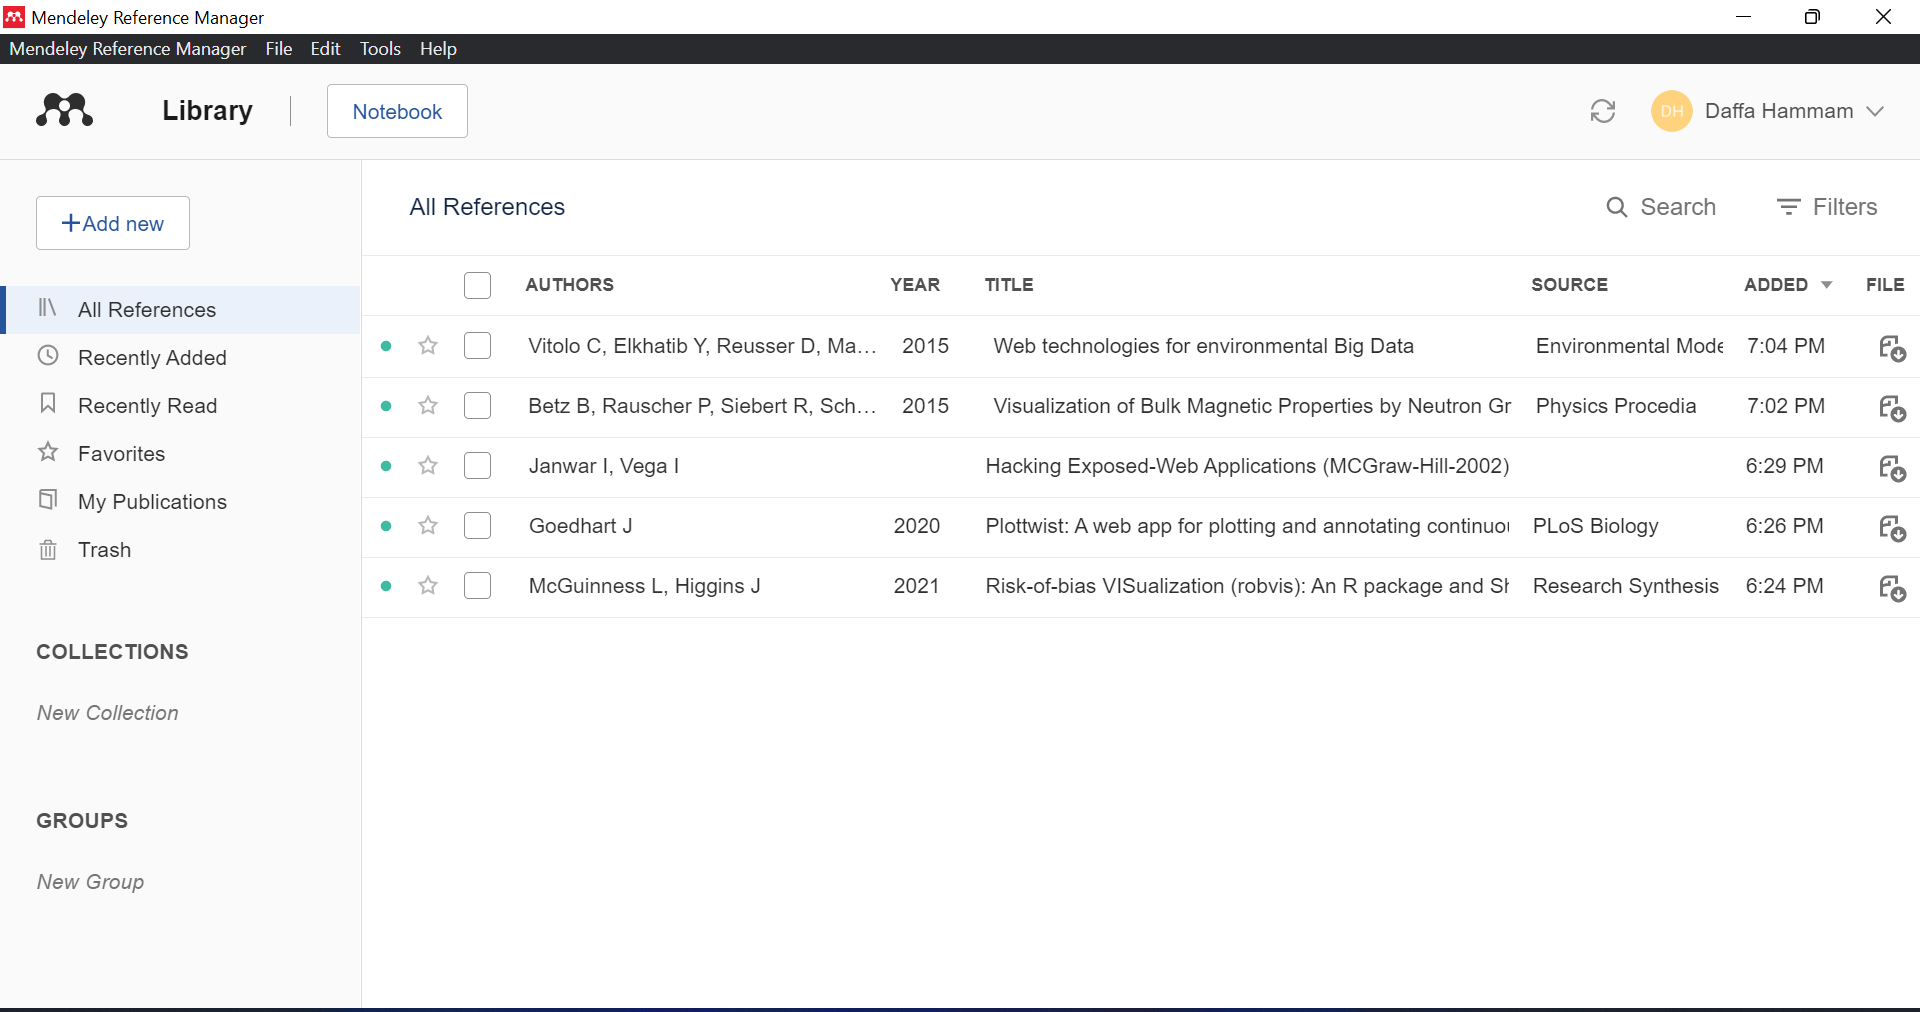 Mendeley Reference Manager
Mendeley Reference Manager File Edit Tools Help
Library Notebook DH Daffa Hammam
+Add new
All References Search Filters
AUTHORS YEAR TITLE SOURCE ADDED FILE
Vitolo C, Elkhatib Y, Reusser D, Ma... 2015 Web technologies for environmental Big Data Environmental Mode 7:04 PM
Betz B, Rauscher P, Siebert R, Sch... 2015 Visualization of Bulk Magnetic Properties by Neutron Gr Physics Procedia 7:02 PM
Janwar I, Vega I Hacking Exposed-Web Applications (MCGraw-Hill-2002) 6:29 PM
Goedhart J 2020 Plottwist: A web app for plotting and annotating continuou PLoS Biology 6:26 PM
McGuinness L, Higgins J 2021 Risk-of-bias VISualization (robvis): An R package and Sh Research Synthesis 6:24 PM
All References
Recently Added
Recently Read
Favorites
My Publications
Trash
COLLECTIONS
New Collection
GROUPS
New Group